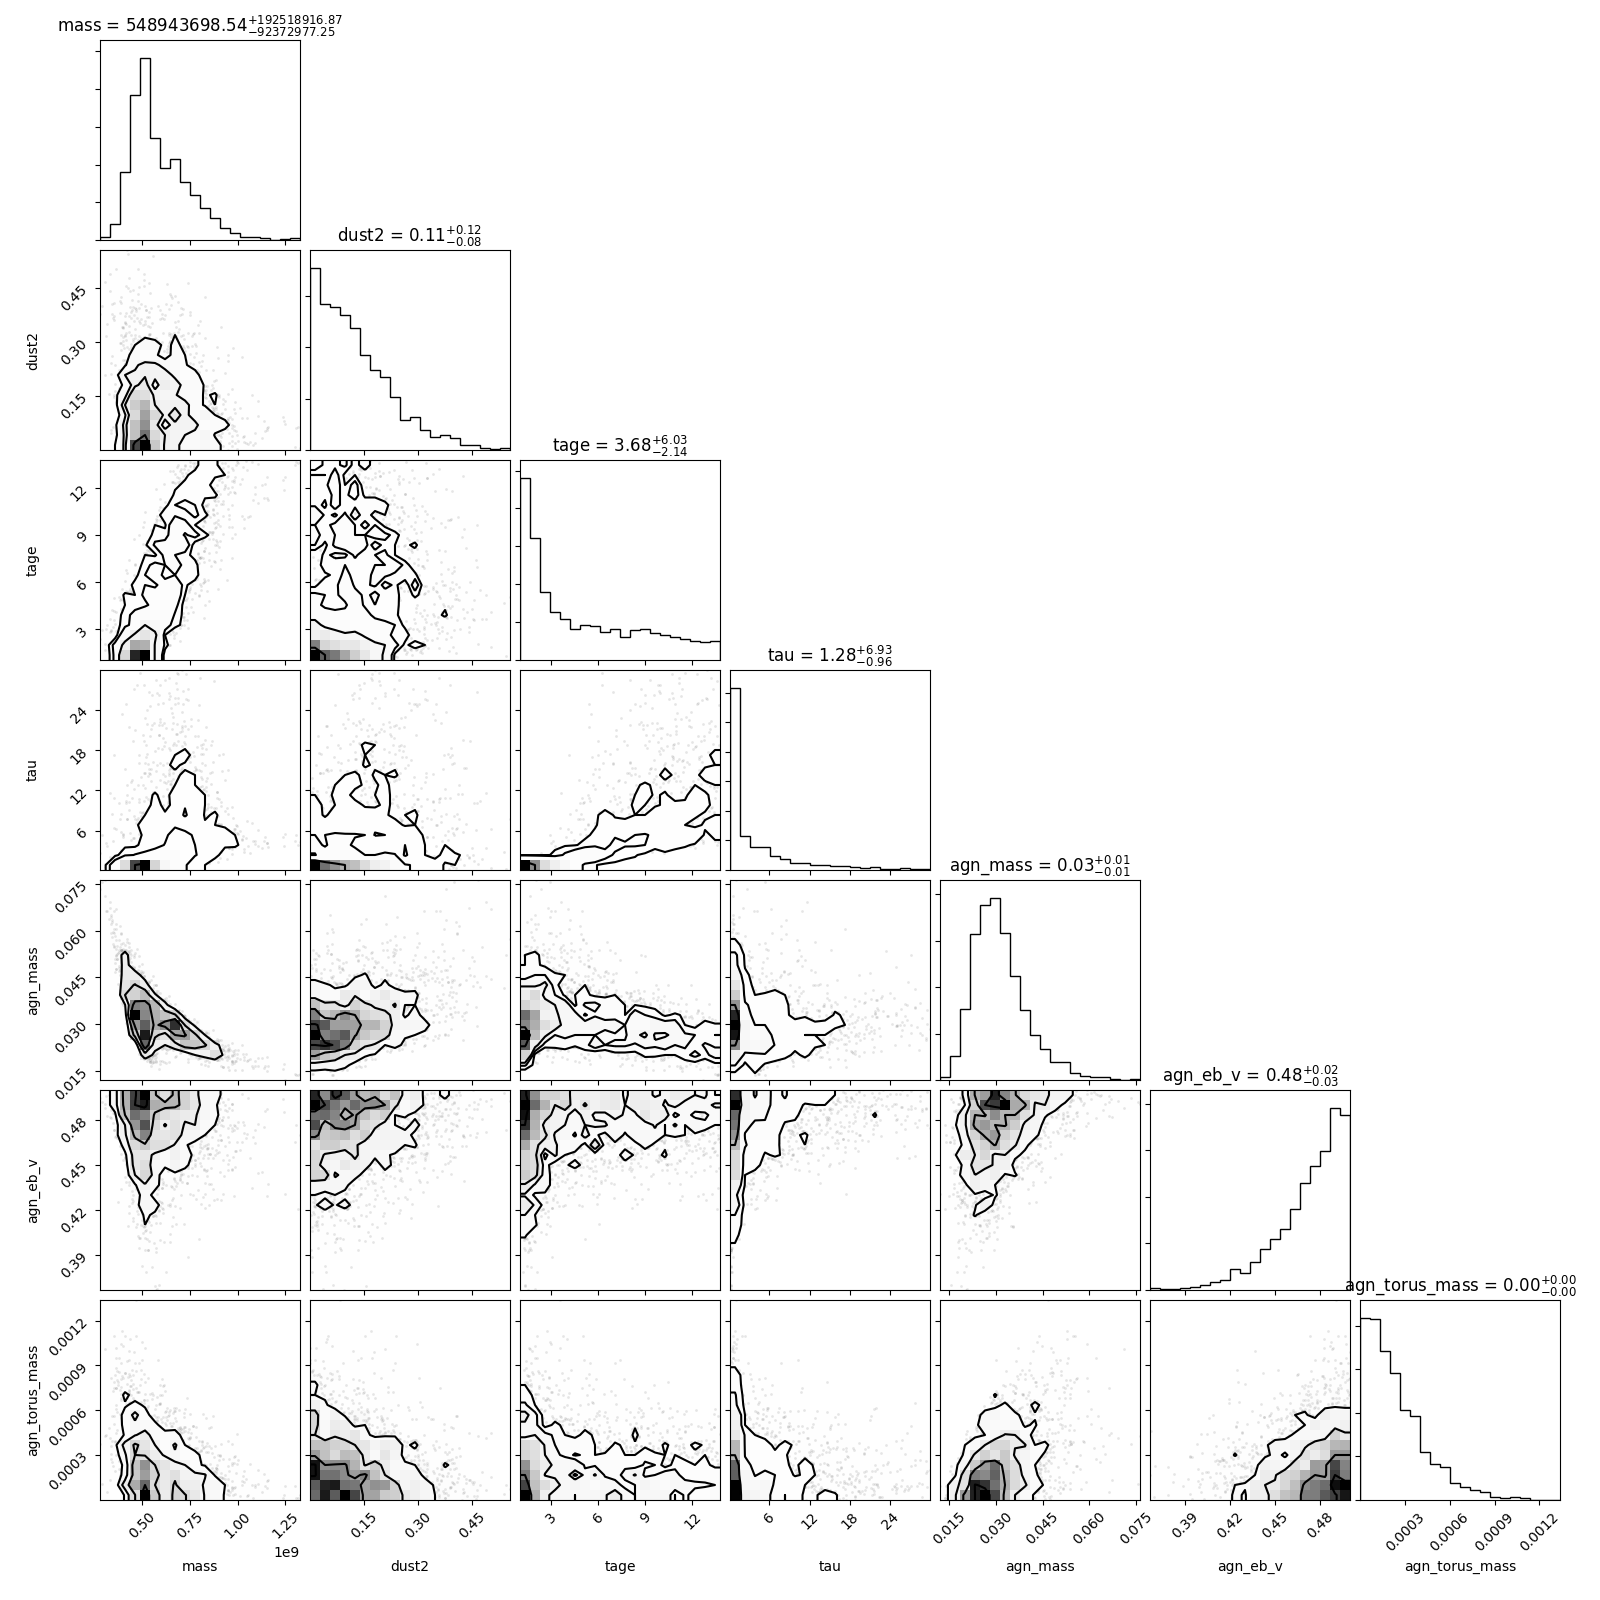 mass = 548943698.54+192518916.87−92372977.25
dust2 = 0.11+0.12−0.08
0.45
0.30
0.15
dust2
tage = 3.68+6.03−2.14
12
9
6
3
tage
tau = 1.28+6.93−0.96
24
18
12
6
tau
agn_mass = 0.03+0.01−0.01
0.075
0.060
0.045
0.030
0.015
agn_mass
agn_eb_v = 0.48+0.02−0.03
0.48
0.45
0.42
0.39
agn_eb_v
agn_torus_mass = 0.00+0.00−0.00
0.0012
0.0009
0.0006
0.0003
agn_torus_mass
0.50 0.75 1.00 1.25
1e9
mass
0.15 0.30 0.45
dust2
3 6 9 12
tage
6 12 18 24
tau
0.015 0.030 0.045 0.060 0.075
agn_mass
0.39 0.42 0.45 0.48
agn_eb_v
0.0003 0.0006 0.0009 0.0012
agn_torus_mass